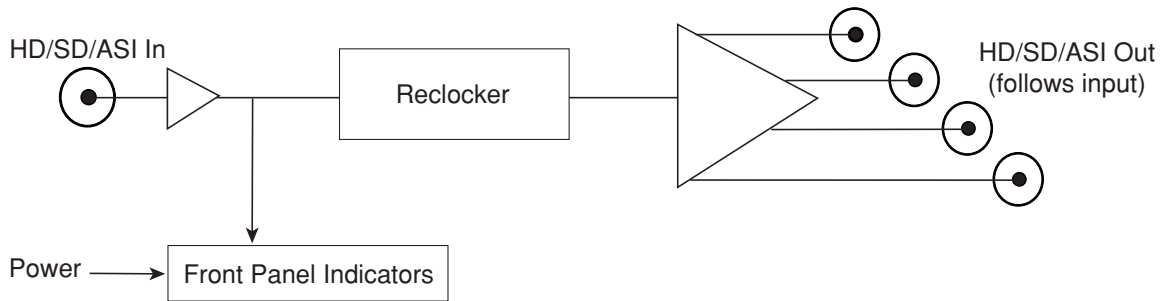 HD/SD/ASI In
Reclocker
HD/SD/ASI Out
(follows input)
Power
Front Panel Indicators